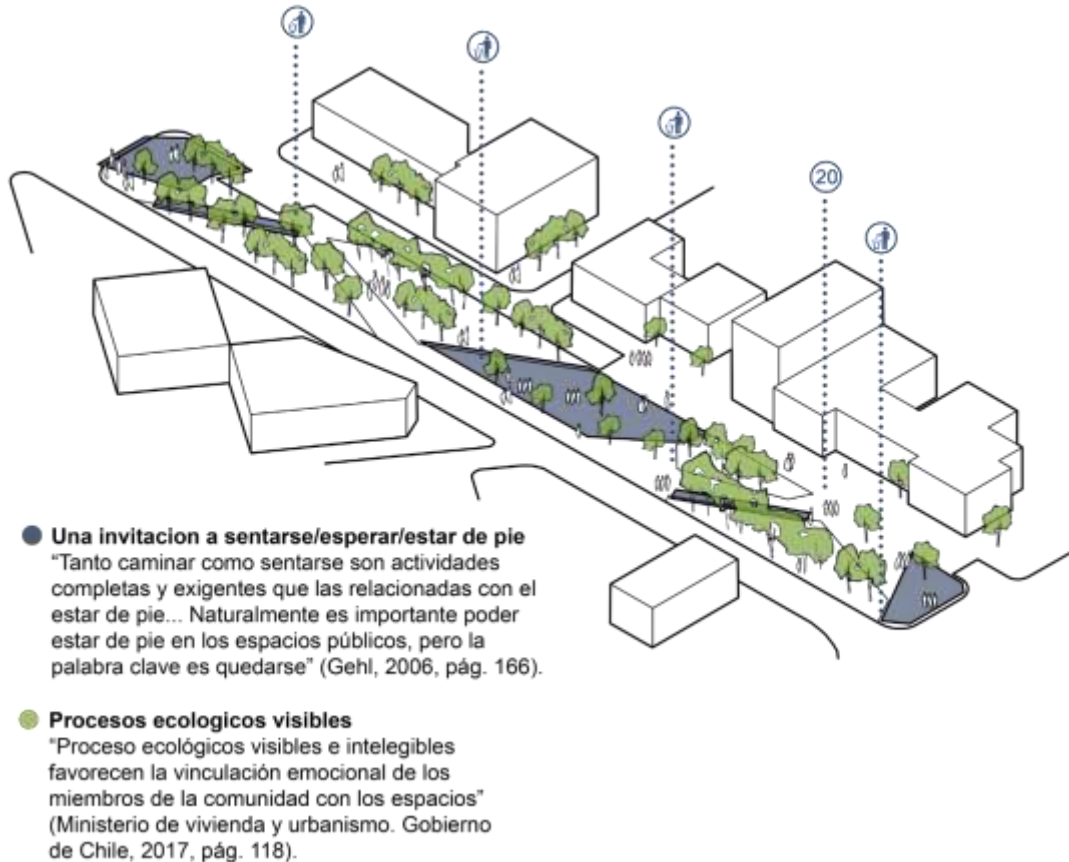 20
Una invitacion a sentarse/esperar/estar de pie
“Tanto caminar como sentarse son actividades
completas y exigentes que las relacionadas con el
estar de pie... Naturalmente es importante poder
estar de pie en los espacios públicos, pero la
palabra clave es quedarse” (Gehl, 2006, pág. 166).
Procesos ecologicos visibles
“Proceso ecológicos visibles e intelegibles
favorecen la vinculación emocional de los
miembros de la comunidad con los espacios”
(Ministerio de vivienda y urbanismo. Gobierno
de Chile, 2017, pág. 118).